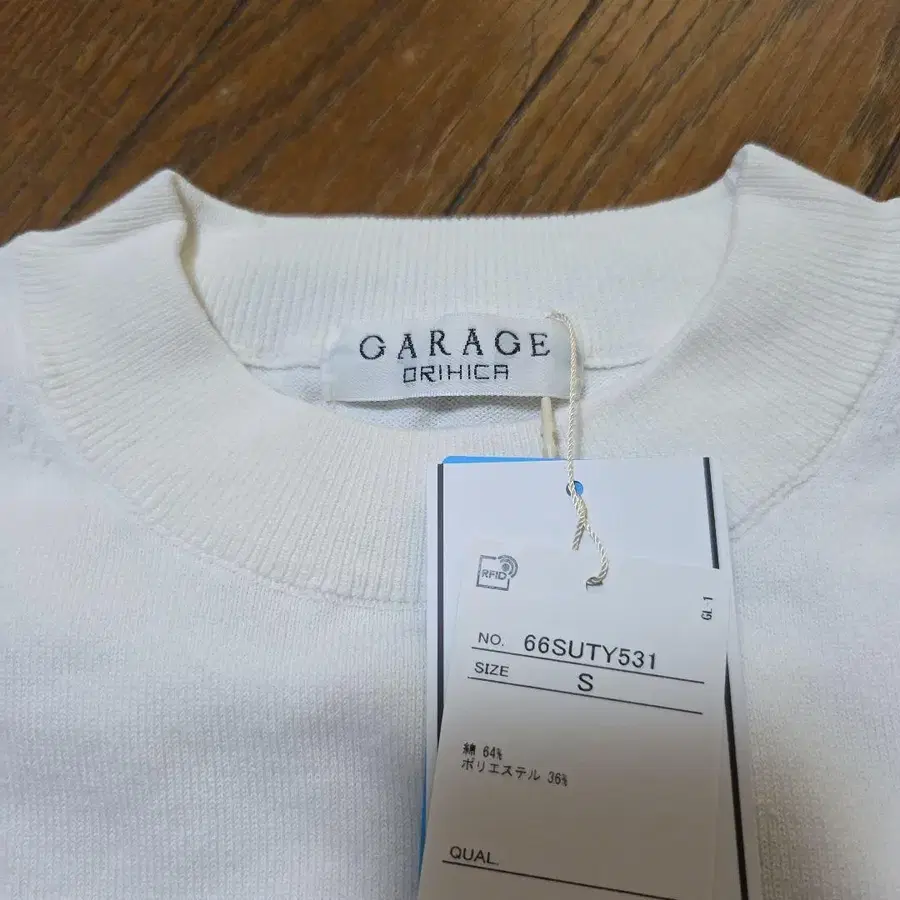 GARAGE
ORIHICA
RFID
GL 1
NO. 66SUTY531
SIZE S
綿 64%
ポリエステル 36%
QUAL.